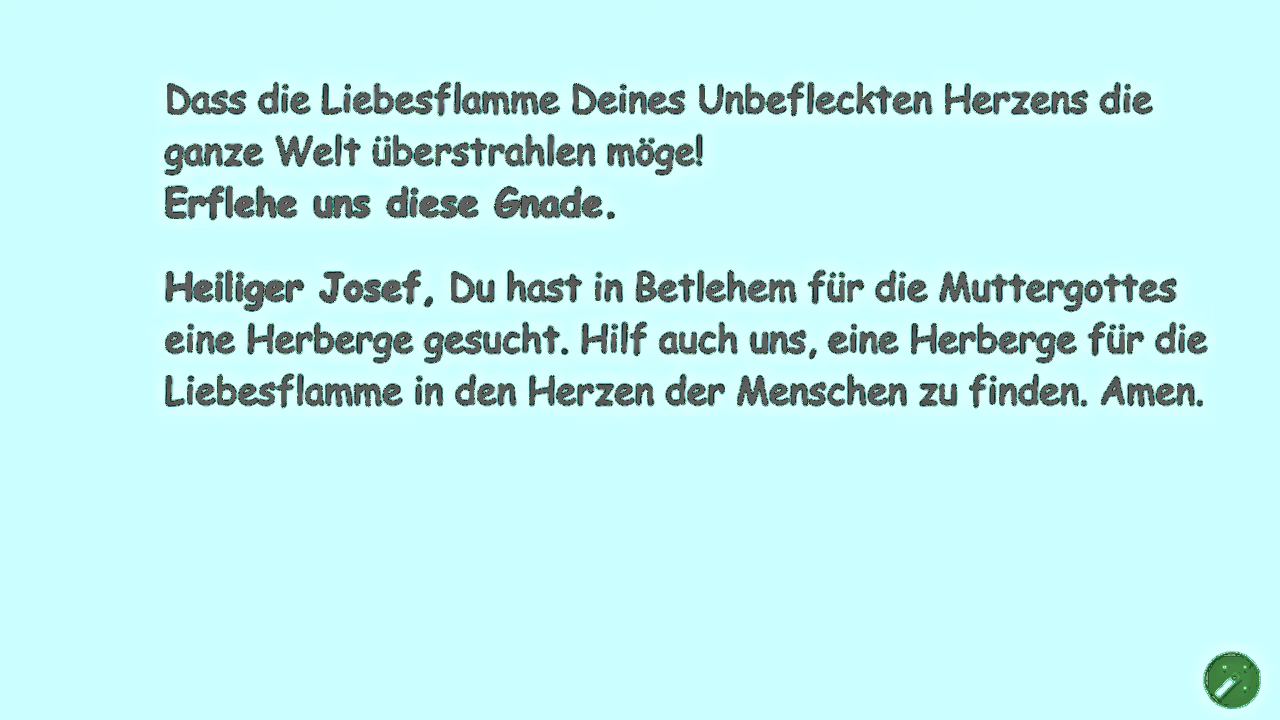 Dass die Liebesflamme Deines Unbefleckten Herzens die
ganze Welt überstrahlen möge!
Erflehe uns diese Gnade.
Heiliger Josef, Du hast in Betlehem für die Muttergottes
eine Herberge gesucht. Hilf auch uns, eine Herberge für die
Liebesflamme in den Herzen der Menschen zu finden. Amen.